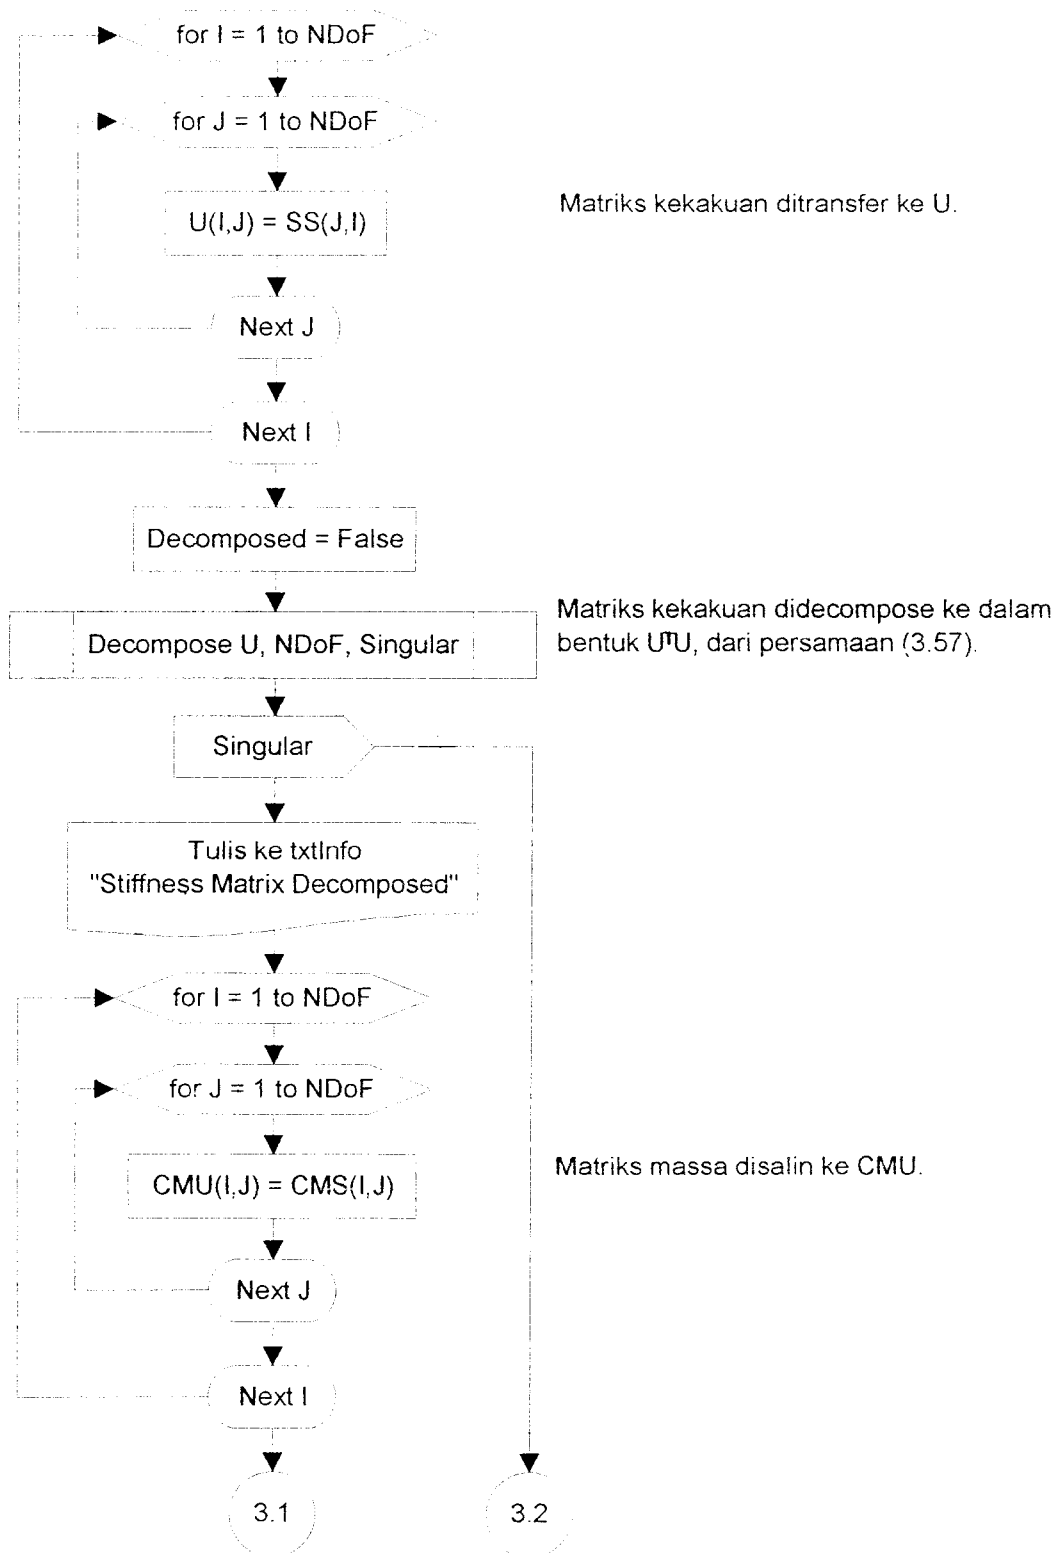 for I = 1 to NDoF
for J = 1 to NDoF
U(I,J) = SS(J,I)
Matriks kekakuan ditransfer ke U.
Next J
Next I
Decomposed = False
Decompose U, NDoF, Singular
Matriks kekakuan didecompose ke dalam
bentuk UᵀU, dari persamaan (3.57).
Singular
Tulis ke txtInfo
"Stiffness Matrix Decomposed"
for I = 1 to NDoF
for J = 1 to NDoF
CMU(I,J) = CMS(I,J)
Matriks massa disalin ke CMU.
Next J
Next I
3.1
3.2